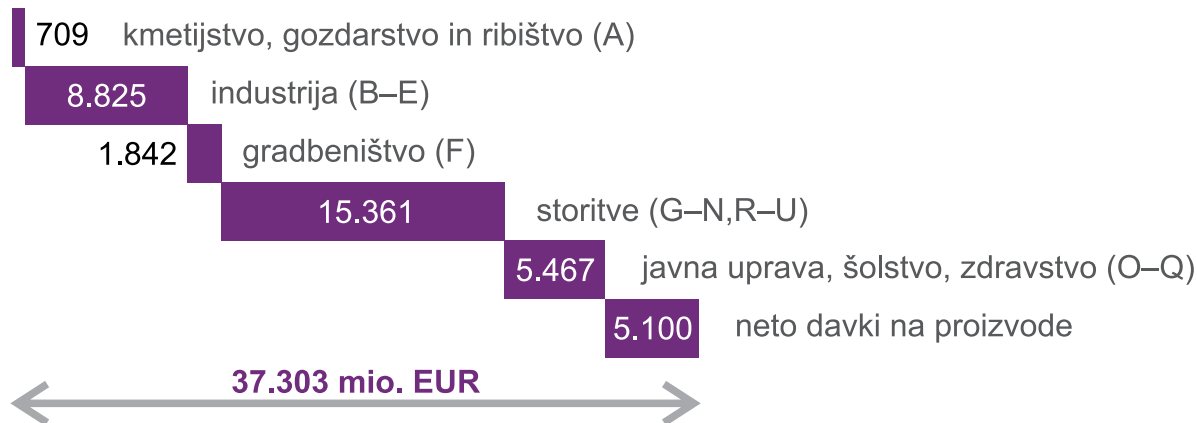 709 kmetijstvo, gozdarstvo in ribištvo (A)
8.825 industrija (B–E)
1.842 gradbeništvo (F)
15.361 storitve (G–N,R–U)
5.467 javna uprava, šolstvo, zdravstvo (O–Q)
5.100 neto davki na proizvode
37.303 mio. EUR